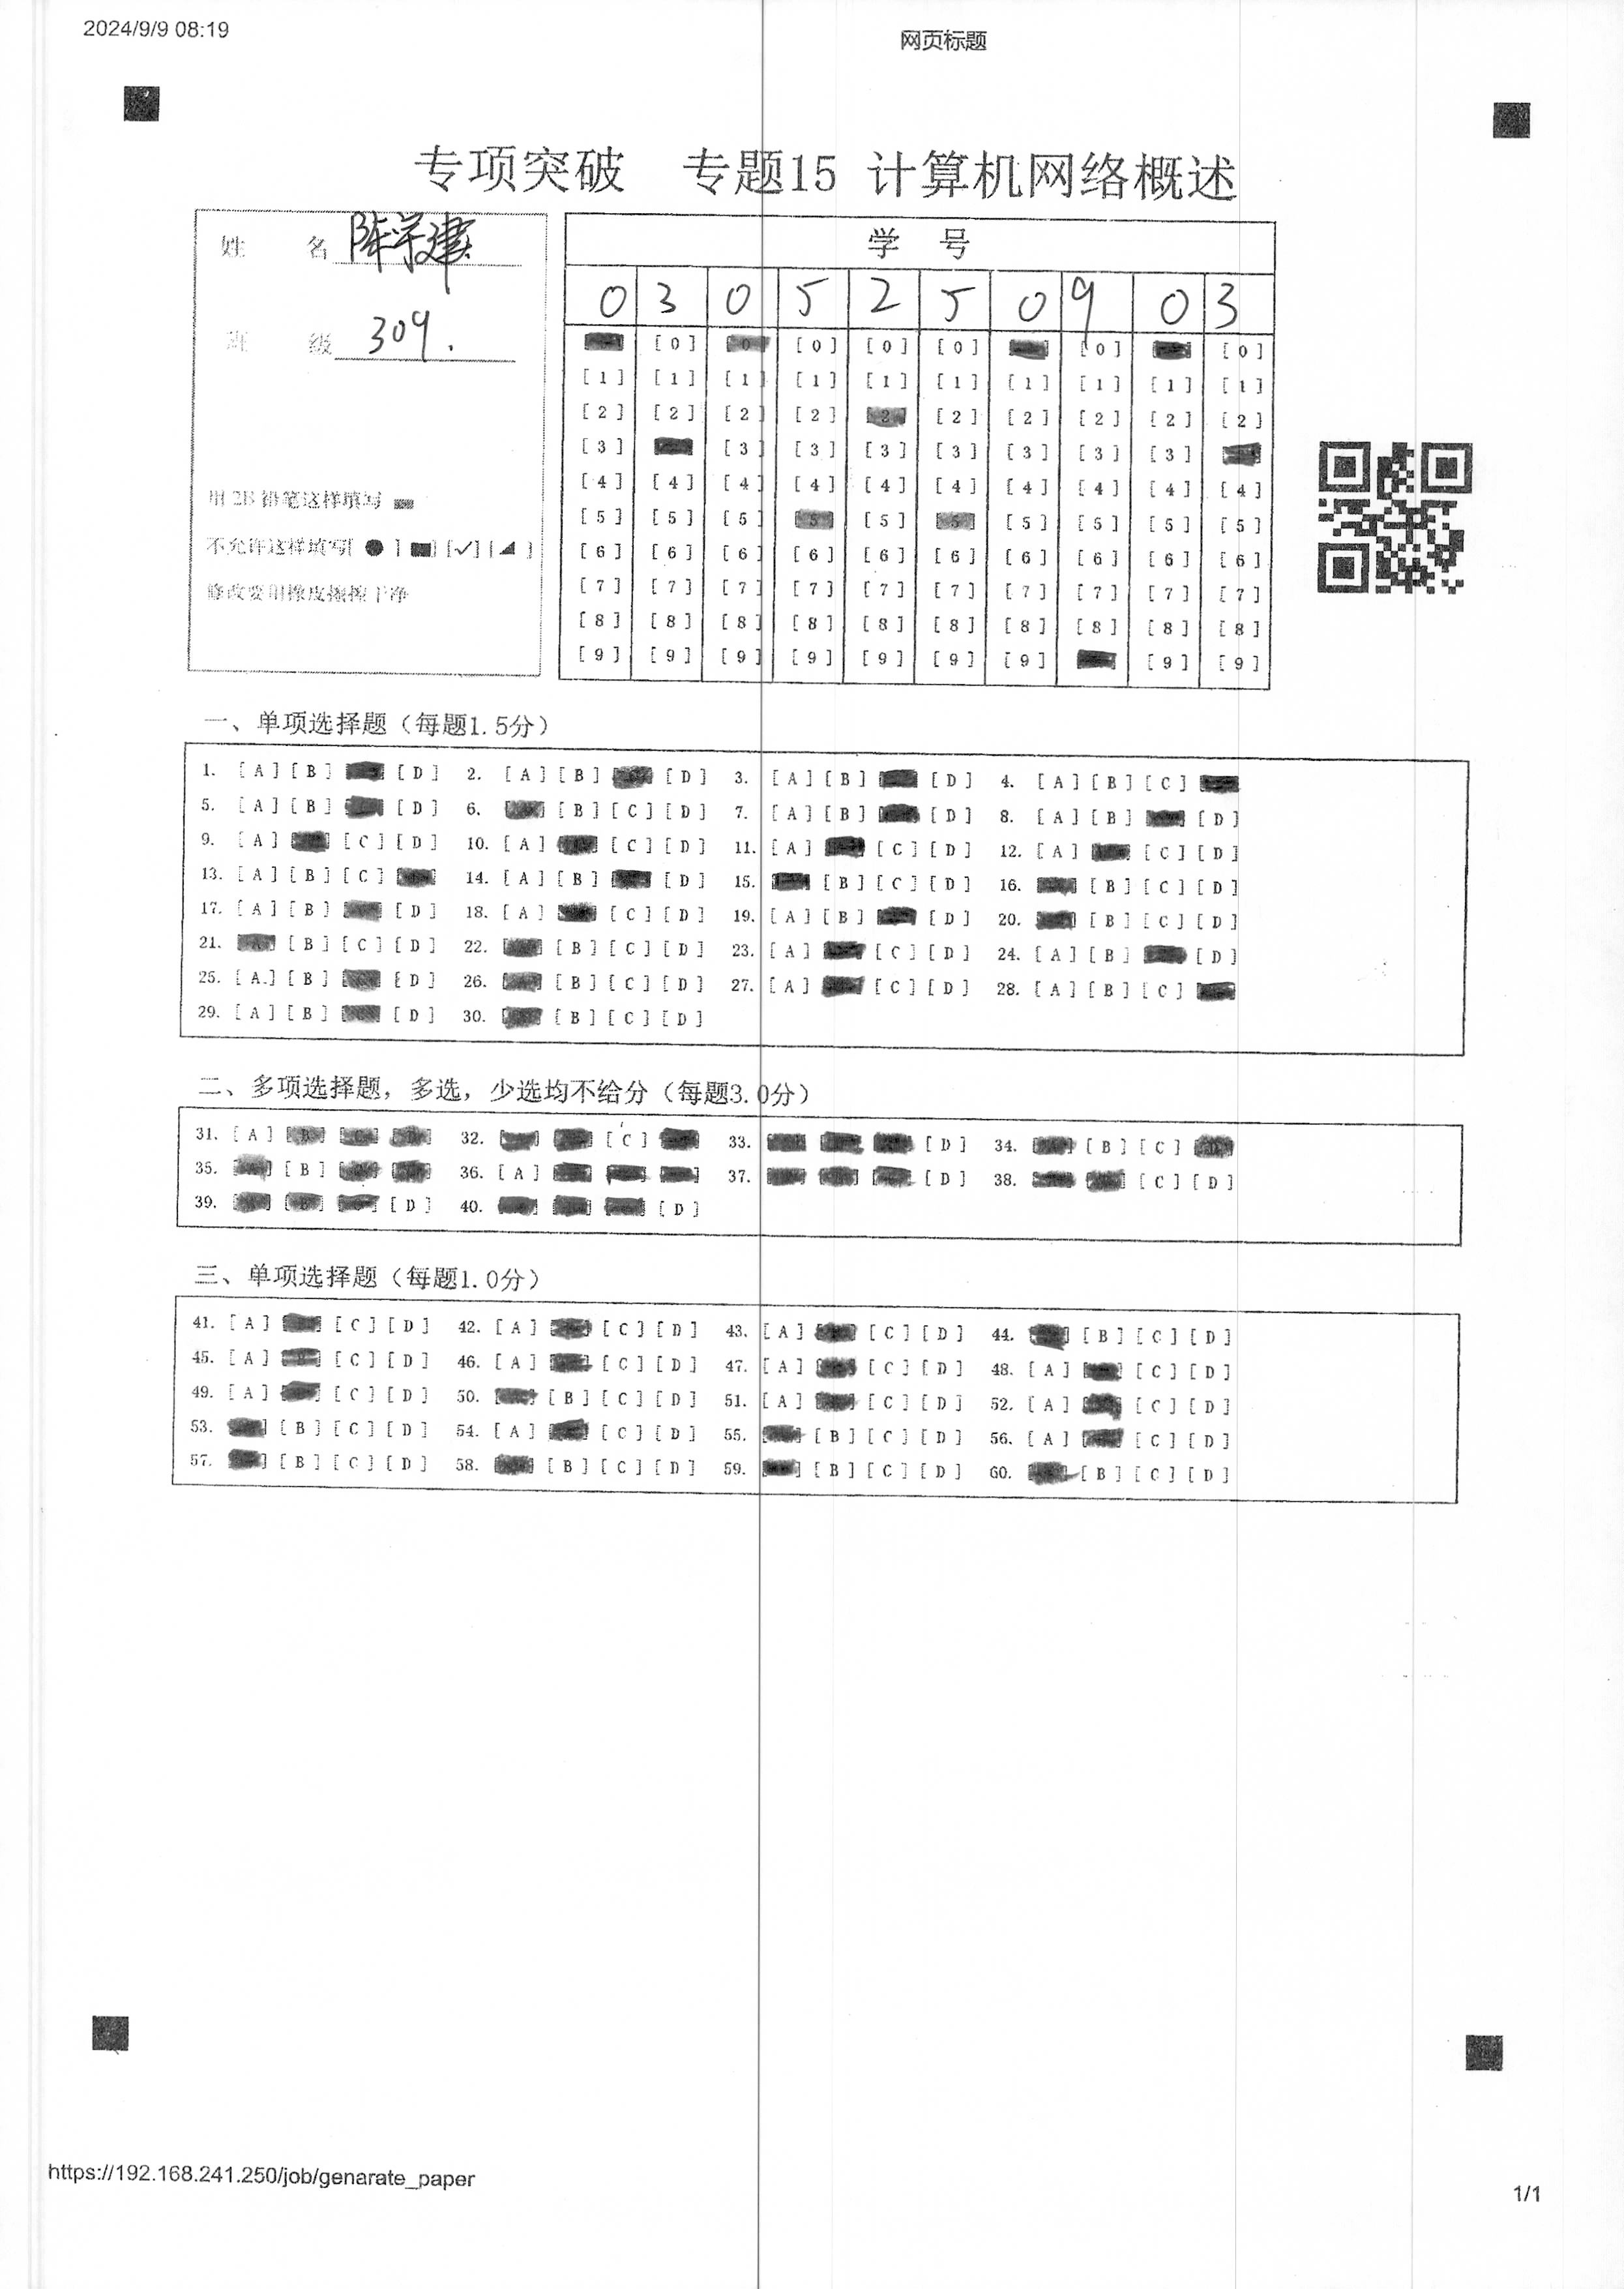 2024/9/9 08:19
网页标题
专项突破 专题15 计算机网络概述
姓 名 陈宗建
班 级 309.
用 2B 铅笔这样填写
不允许这样填写[ ● ] [■] [✓] [◢ ]
修改要用橡皮擦擦干净
学 号
0 3 0 5 2 5 0 9 0 3
[0] [0] [0] [0] [0] [0]
[1] [1] [1] [1] [1] [1] [1] [1] [1] [1]
[2] [2] [2] [2] [2] [2] [2] [2] [2] [2]
[3] [3] [3] [3] [3] [3] [3] [3]
[4] [4] [4] [4] [4] [4] [4] [4] [4] [4]
[5] [5] [5] [5] [5] [5] [5] [5] [5] [5]
[6] [6] [6] [6] [6] [6] [6] [6] [6] [6]
[7] [7] [7] [7] [7] [7] [7] [7] [7] [7]
[8] [8] [8] [8] [8] [8] [8] [8] [8] [8]
[9] [9] [9] [9] [9] [9] [9] [9] [9]
一、单项选择题（每题1.5分）
1. [A] [B] [D] 2. [A] [B] [D] 3. [A] [B] [D] 4. [A] [B] [C]
5. [A] [B] [D] 6. [B] [C] [D] 7. [A] [B] [D] 8. [A] [B] [D]
9. [A] [C] [D] 10. [A] [C] [D] 11. [A] [C] [D] 12. [A] [C] [D]
13. [A] [B] [C] 14. [A] [B] [D] 15. [B] [C] [D] 16. [B] [C] [D]
17. [A] [B] [D] 18. [A] [C] [D] 19. [A] [B] [D] 20. [B] [C] [D]
21. [B] [C] [D] 22. [B] [C] [D] 23. [A] [C] [D] 24. [A] [B] [D]
25. [A] [B] [D] 26. [B] [C] [D] 27. [A] [C] [D] 28. [A] [B] [C]
29. [A] [B] [D] 30. [B] [C] [D]
二、多项选择题，多选，少选均不给分（每题3.0分）
31. [A] 32. [C] 33. [D] 34. [B] [C]
35. [B] 36. [A] 37. [D] 38. [C] [D]
39. [D] 40. [D]
三、单项选择题（每题1.0分）
41. [A] [C] [D] 42. [A] [C] [D] 43. [A] [C] [D] 44. [B] [C] [D]
45. [A] [C] [D] 46. [A] [C] [D] 47. [A] [C] [D] 48. [A] [C] [D]
49. [A] [C] [D] 50. [B] [C] [D] 51. [A] [C] [D] 52. [A] [C] [D]
53. [B] [C] [D] 54. [A] [C] [D] 55. [B] [C] [D] 56. [A] [C] [D]
57. [B] [C] [D] 58. [B] [C] [D] 59. [B] [C] [D] 60. [B] [C] [D]
https://192.168.241.250/job/genarate_paper
1/1